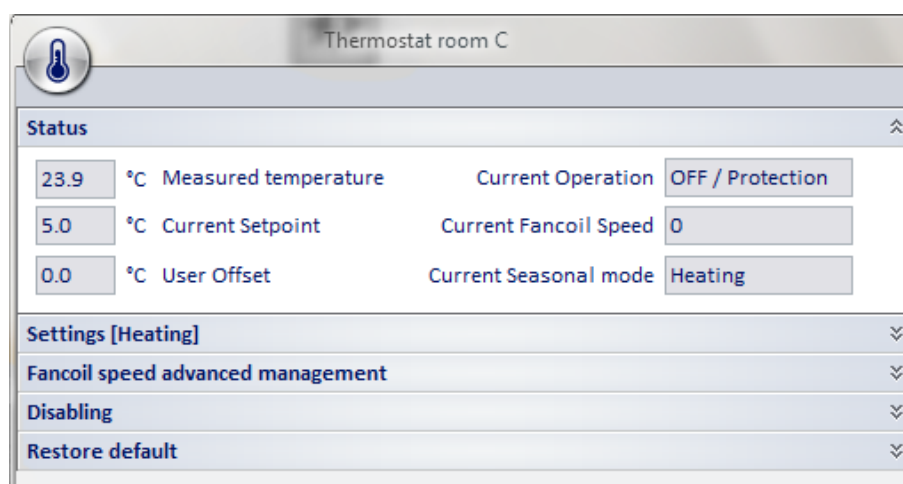 Thermostat room C
Status
23.9 °C Measured temperature Current Operation OFF / Protection
5.0 °C Current Setpoint Current Fancoil Speed 0
0.0 °C User Offset Current Seasonal mode Heating
Settings [Heating]
Fancoil speed advanced management
Disabling
Restore default